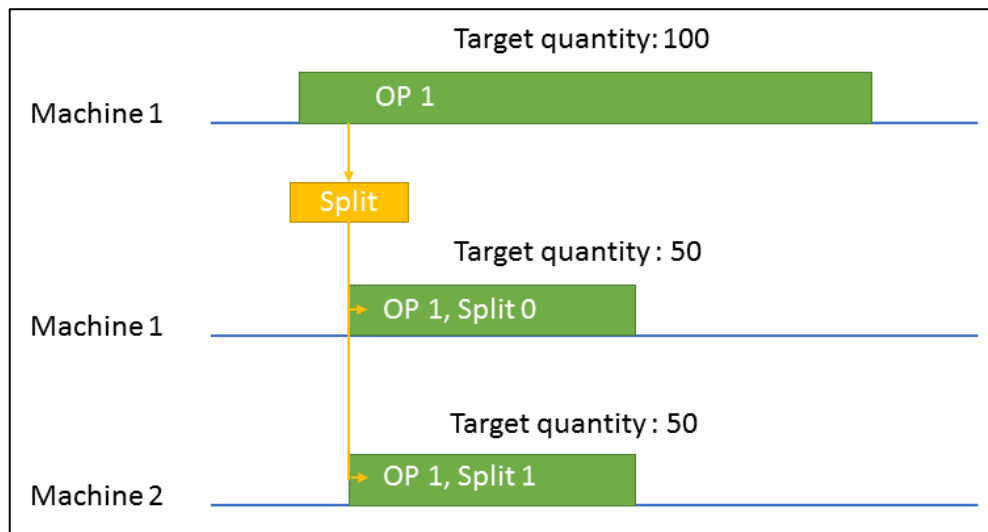 Target quantity: 100
OP 1
Machine 1
Split
Target quantity : 50
OP 1, Split 0
Machine 1
Target quantity : 50
OP 1, Split 1
Machine 2